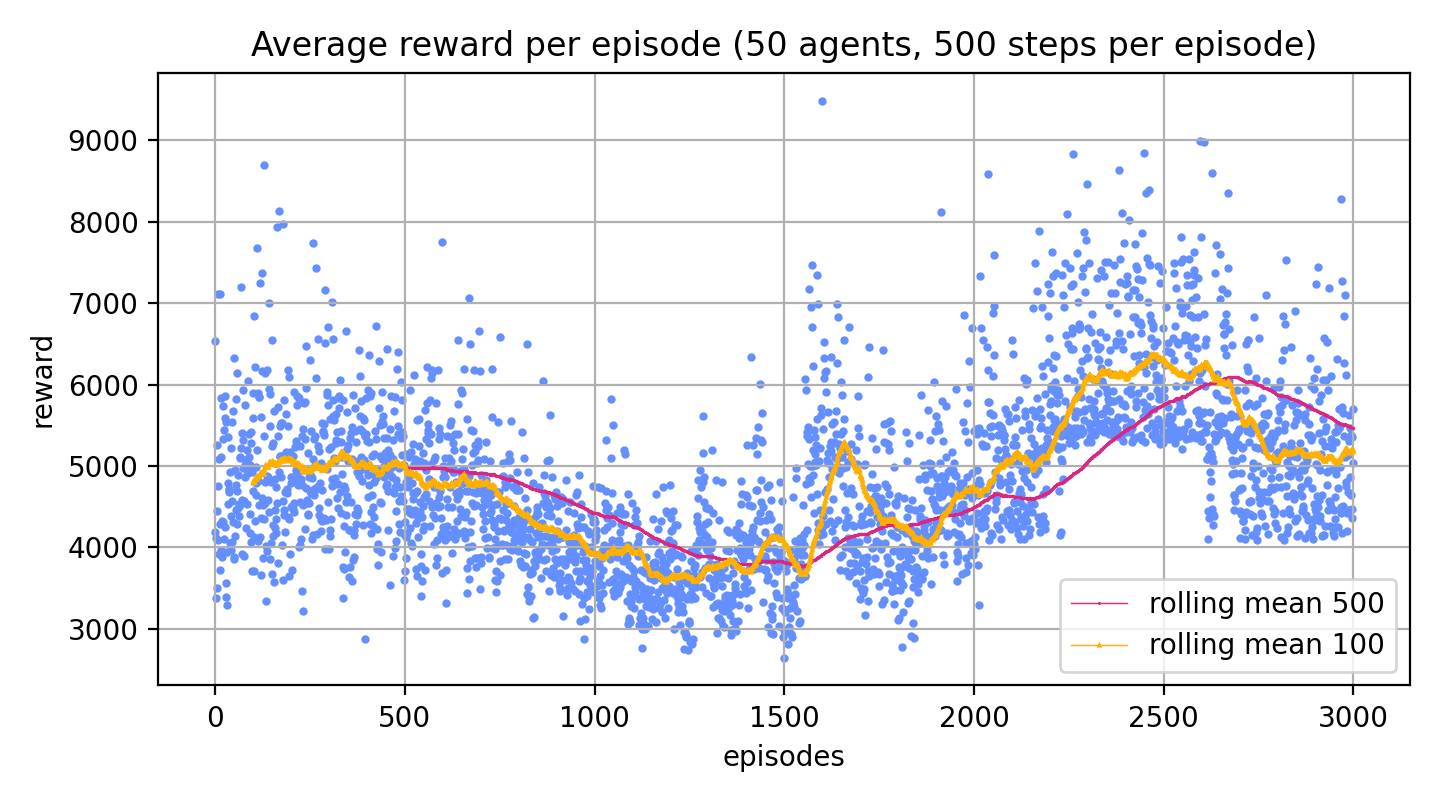 Average reward per episode (50 agents, 500 steps per episode)
9000
8000
7000
6000
5000
4000
3000
reward
rolling mean 500
rolling mean 100
0 500 1000 1500 2000 2500 3000
episodes